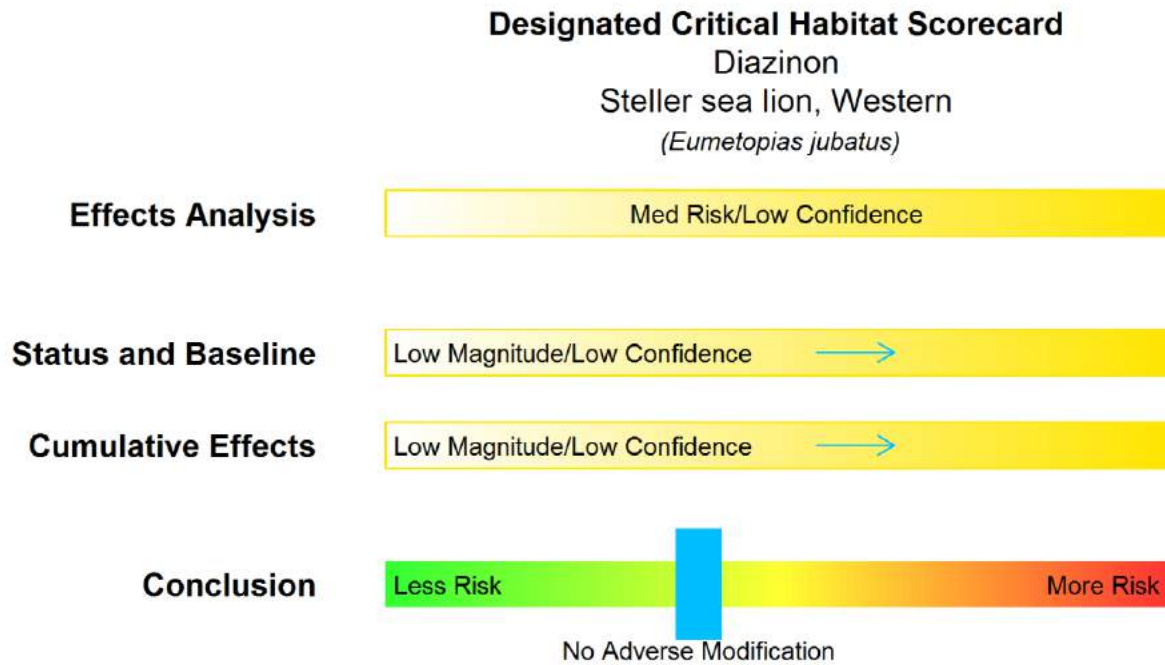 Designated Critical Habitat Scorecard
Diazinon
Steller sea lion, Western
(Eumetopias jubatus)
Effects Analysis
Med Risk/Low Confidence
Status and Baseline
Low Magnitude/Low Confidence
Cumulative Effects
Low Magnitude/Low Confidence
Conclusion
Less Risk
More Risk
No Adverse Modification